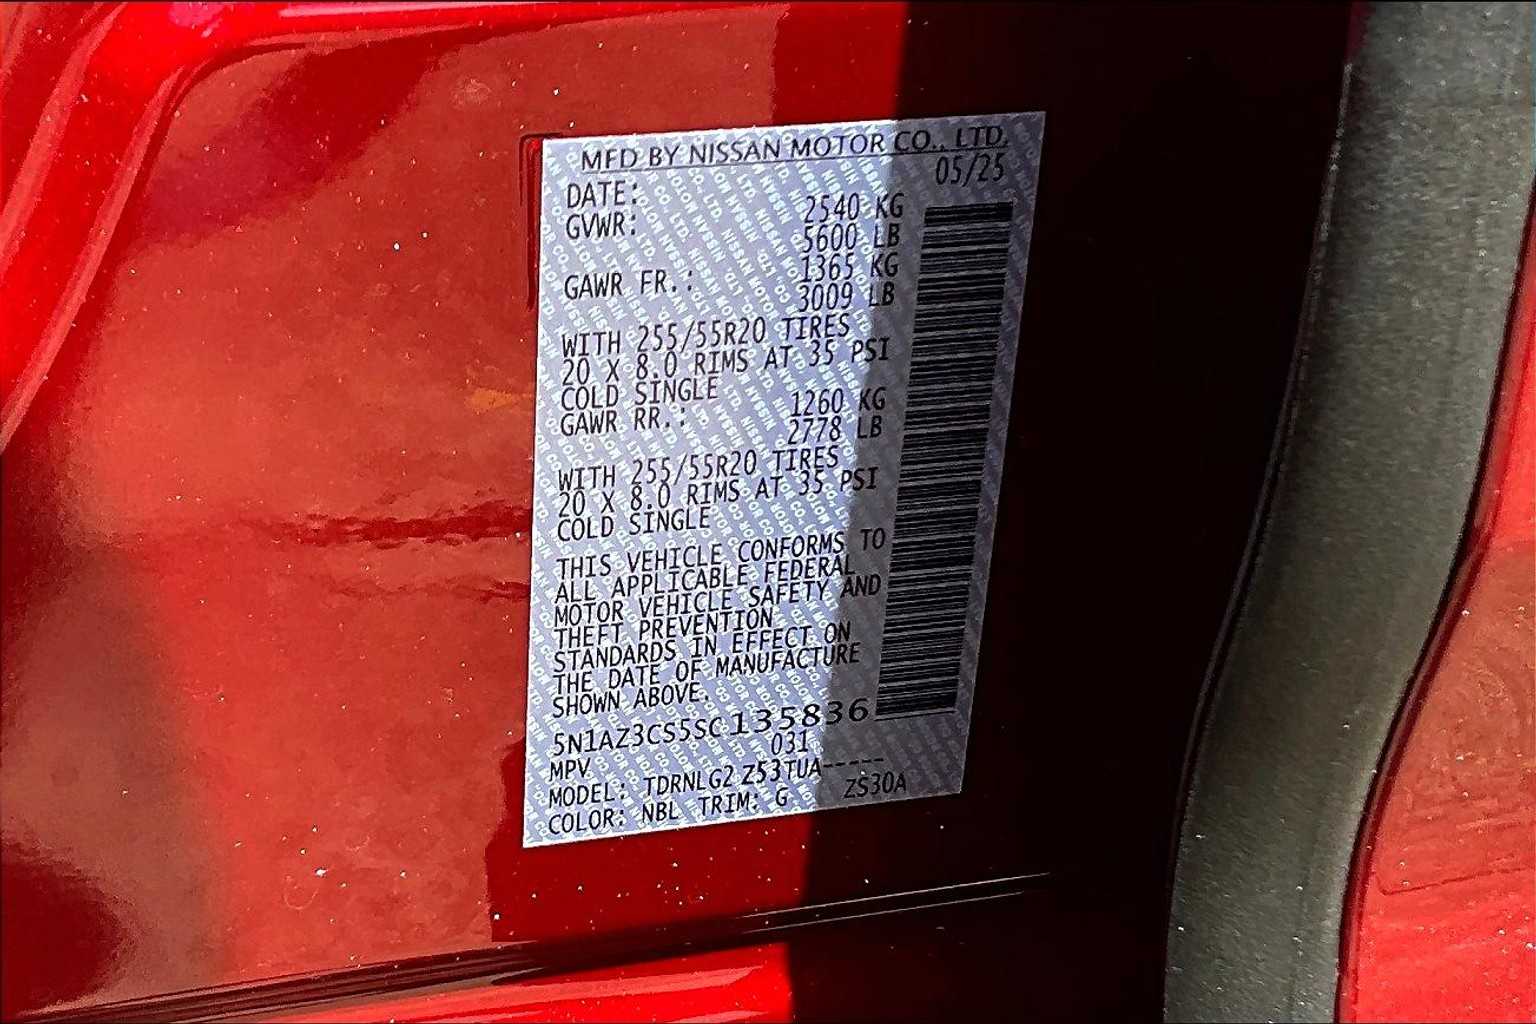 MFD BY NISSAN MOTOR CO., LTD.
DATE: 05/25
GVWR: 2540 KG
5600 LB
GAWR FR.: 1365 KG
3009 LB
WITH 255/55R20 TIRES
20 X 8.0 RIMS AT 35 PSI
COLD SINGLE
GAWR RR.: 1260 KG
2778 LB
WITH 255/55R20 TIRES
20 X 8.0 RIMS AT 35 PSI
COLD SINGLE
THIS VEHICLE CONFORMS TO
ALL APPLICABLE FEDERAL
MOTOR VEHICLE SAFETY AND
THEFT PREVENTION
STANDARDS IN EFFECT ON
THE DATE OF MANUFACTURE
SHOWN ABOVE.
5N1AZ3CS5SC135836
MPV 031
MODEL: TDRNLG2 Z53TUA-----
COLOR: NBL TRIM: G ZS30A